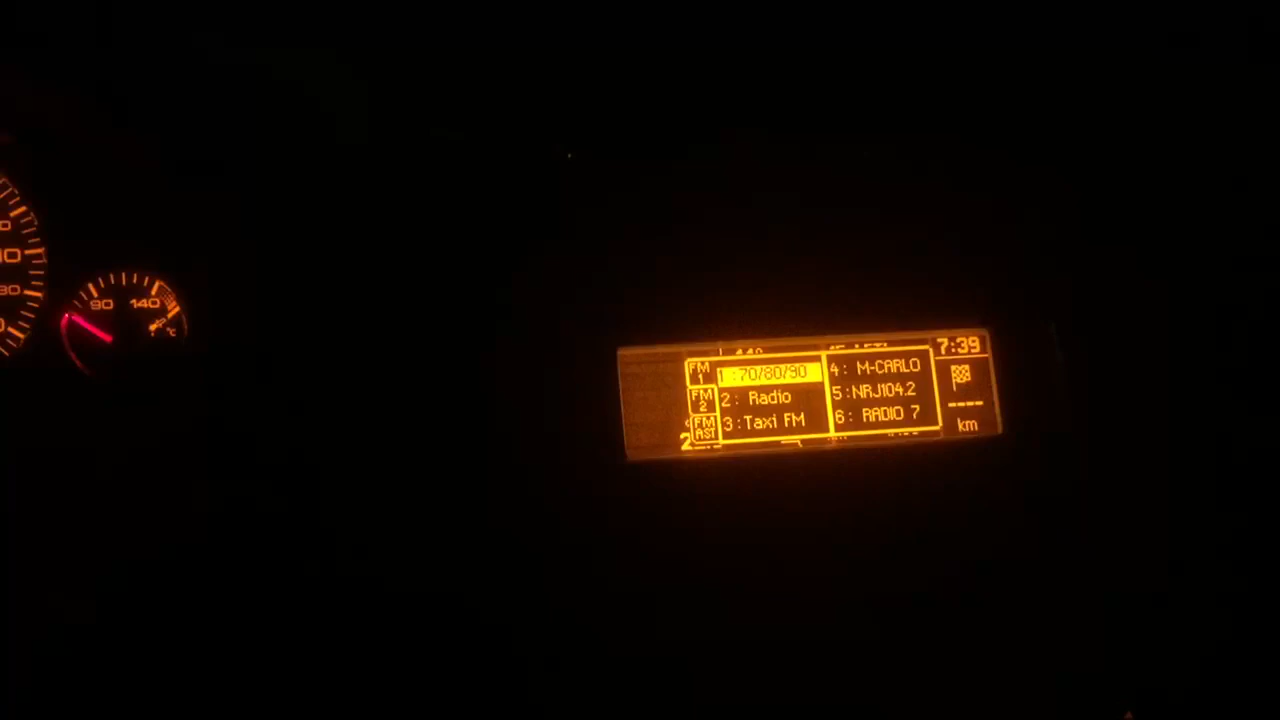 10
90 140
°C
7:39
FM 1
1 :70/80/90
4: M-CARLO
FM 2
2: Radio
5:NRJ104.2
FM AST
3:Taxi FM
6: RADIO 7
----
km